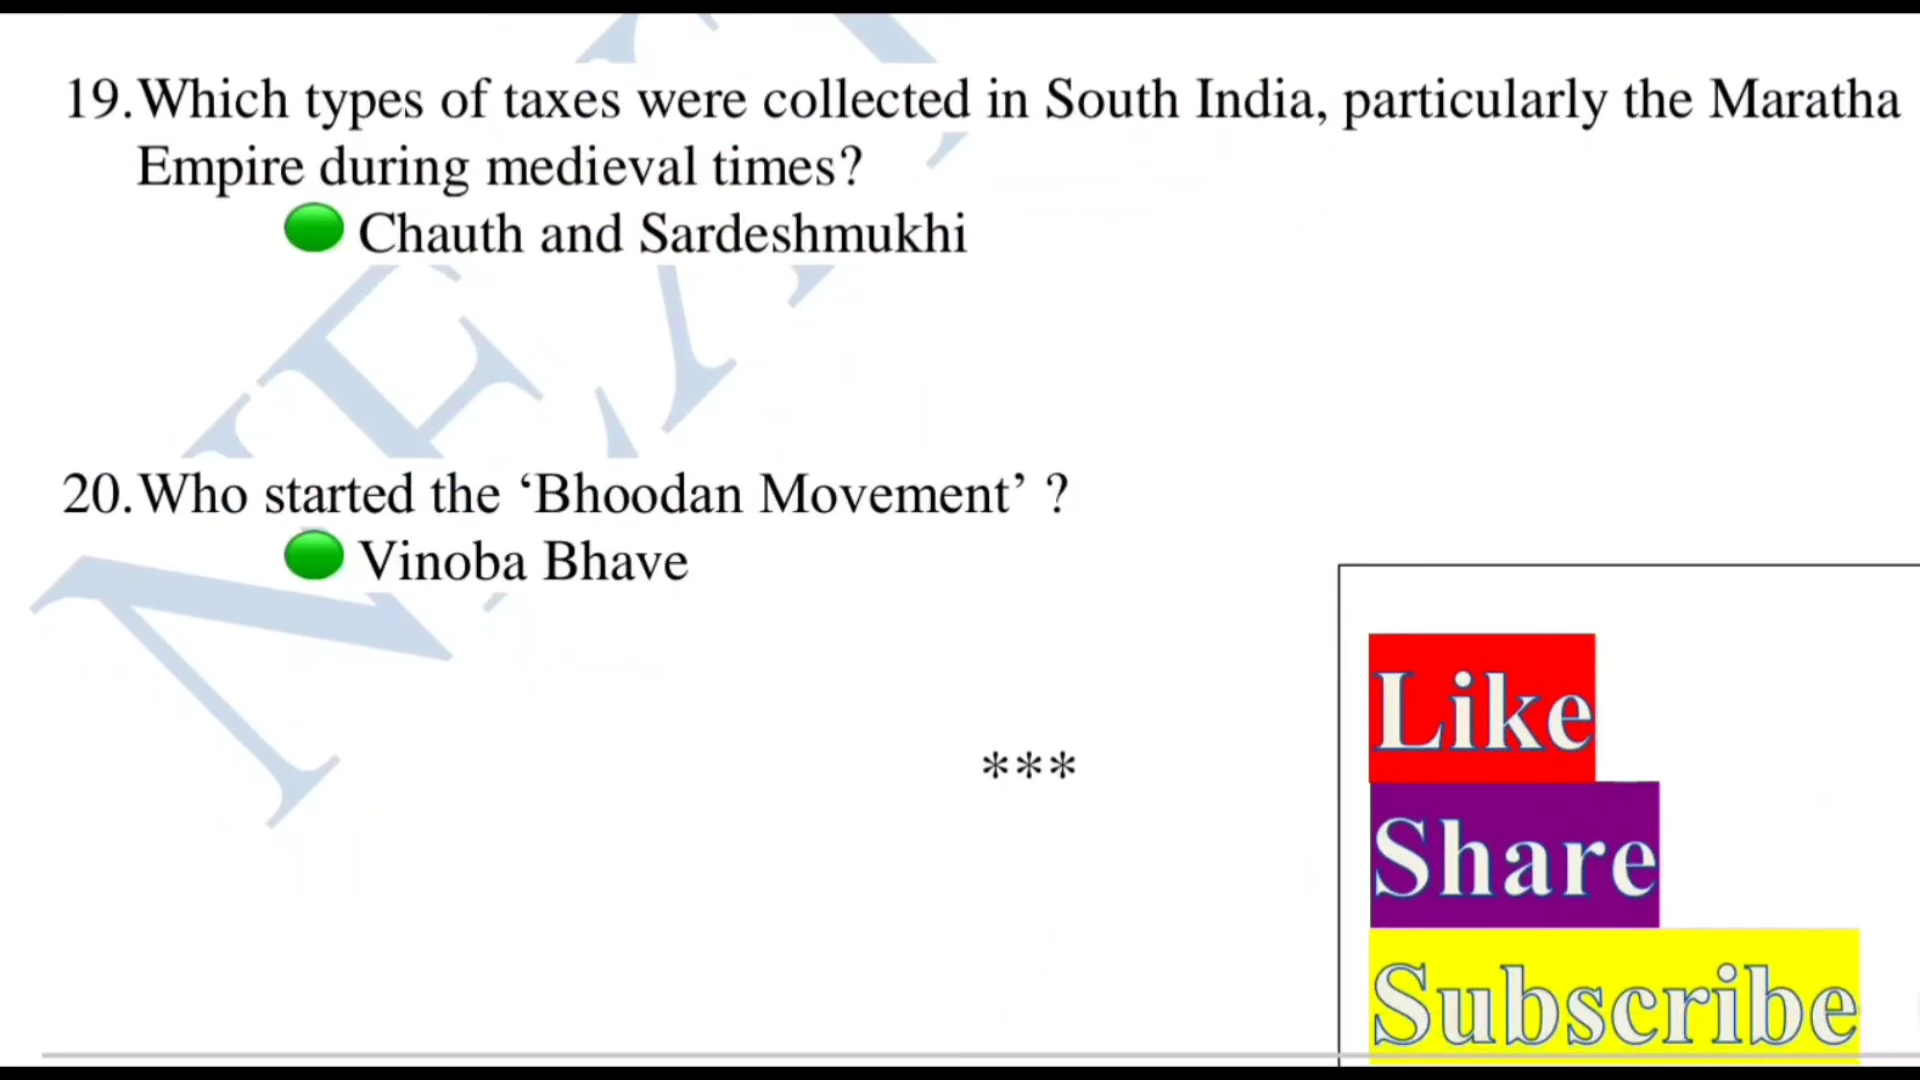 19. Which types of taxes were collected in South India, particularly the Maratha
Empire during medieval times?
Chauth and Sardeshmukhi
20. Who started the ‘Bhoodan Movement’ ?
Vinoba Bhave
***
Like
Share
Subscribe